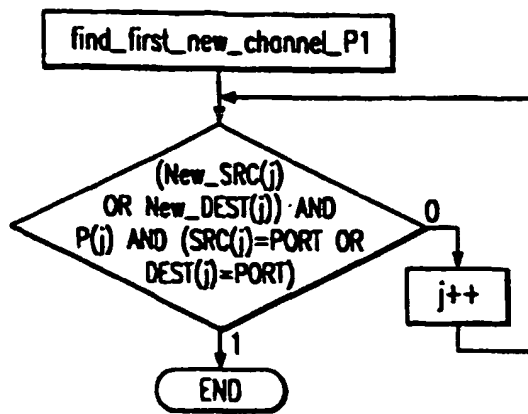 find_first_new_channel_P1
(New_SRC(j)
OR New_DEST(j)) AND
P(j) AND (SRC(j)=PORT OR
DEST(j)=PORT)
0
j++
1
END